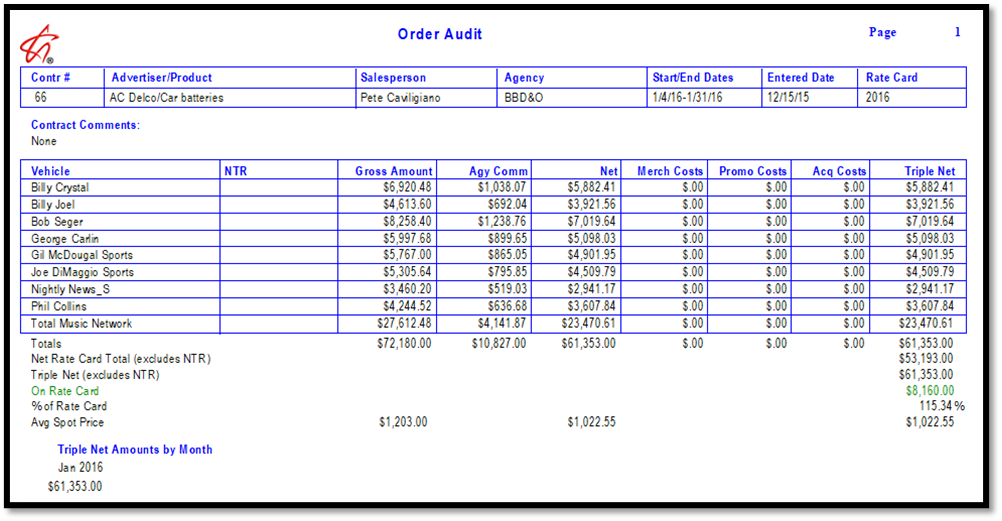 Order Audit
Page 1
Contr # Advertiser/Product Salesperson Agency Start/End Dates Entered Date Rate Card
66 AC Delco/Car batteries Pete Caviligiano BBD&O 1/4/16-1/31/16 12/15/15 2016
Contract Comments:
None
Vehicle NTR Gross Amount Agy Comm Net Merch Costs Promo Costs Acq Costs Triple Net
Billy Crystal $6,920.48 $1,038.07 $5,882.41 $.00 $.00 $.00 $5,882.41
Billy Joel $4,613.60 $692.04 $3,921.56 $.00 $.00 $.00 $3,921.56
Bob Seger $8,258.40 $1,238.76 $7,019.64 $.00 $.00 $.00 $7,019.64
George Carlin $5,997.68 $899.65 $5,098.03 $.00 $.00 $.00 $5,098.03
Gil McDougal Sports $5,767.00 $865.05 $4,901.95 $.00 $.00 $.00 $4,901.95
Joe DiMaggio Sports $5,305.64 $795.85 $4,509.79 $.00 $.00 $.00 $4,509.79
Nightly News_S $3,460.20 $519.03 $2,941.17 $.00 $.00 $.00 $2,941.17
Phil Collins $4,244.52 $636.68 $3,607.84 $.00 $.00 $.00 $3,607.84
Total Music Network $27,612.48 $4,141.87 $23,470.61 $.00 $.00 $.00 $23,470.61
Totals $72,180.00 $10,827.00 $61,353.00 $.00 $.00 $.00 $61,353.00
Net Rate Card Total (excludes NTR) $53,193.00
Triple Net (excludes NTR) $61,353.00
On Rate Card $8,160.00
% of Rate Card 115.34 %
Avg Spot Price $1,203.00 $1,022.55 $1,022.55
Triple Net Amounts by Month
Jan 2016
$61,353.00